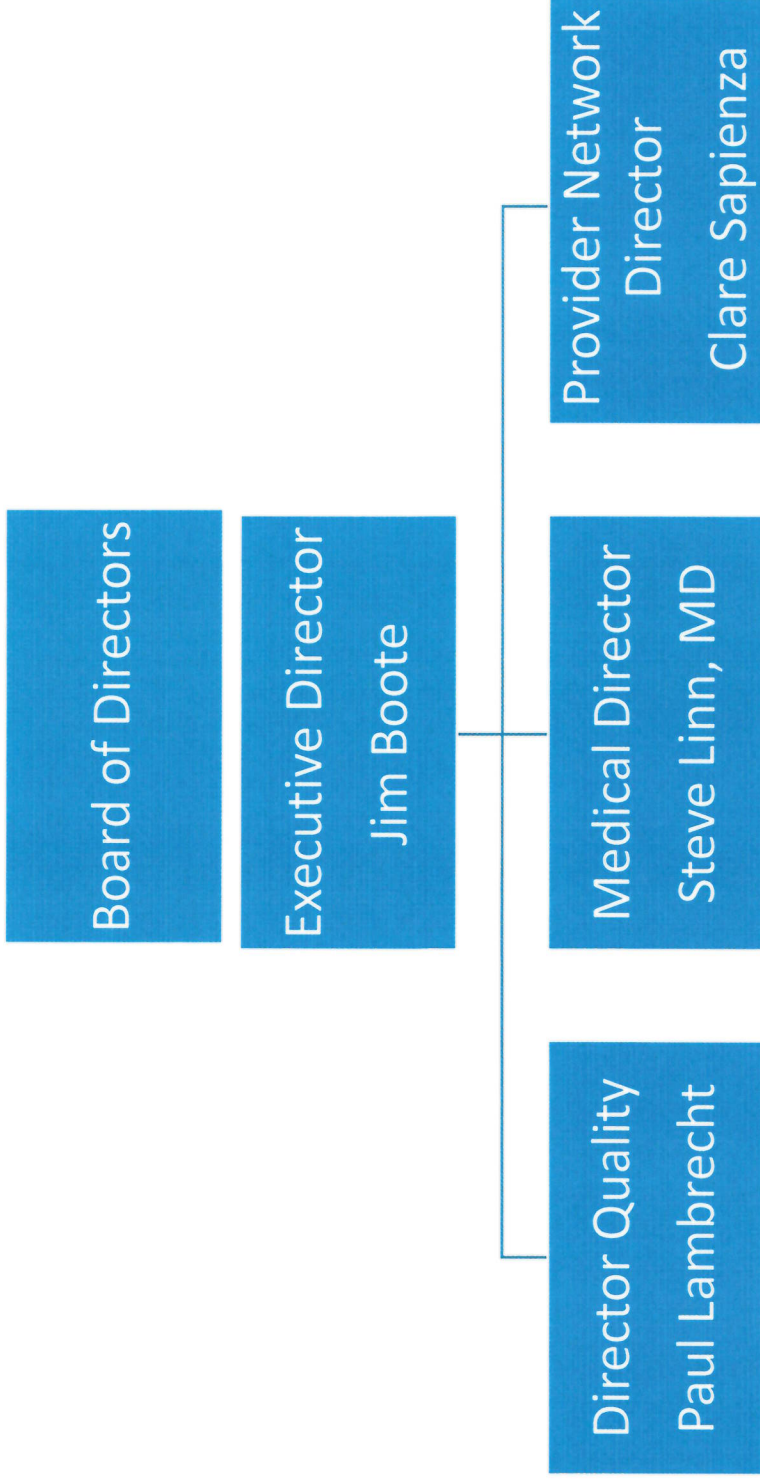 Board of Directors
Executive Director
Jim Boote
Director Quality
Paul Lambrecht
Medical Director
Steve Linn, MD
Provider Network
Director
Clare Sapienza